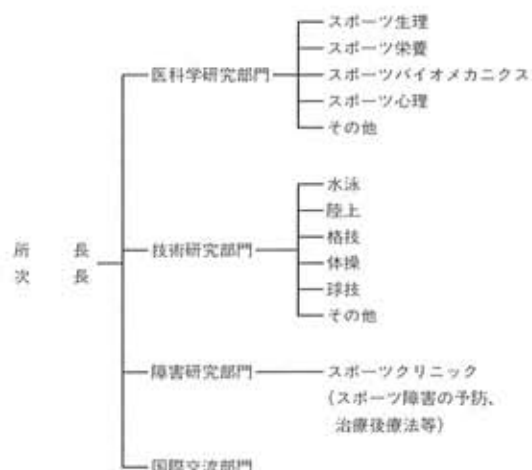 スポーツ生理
スポーツ栄養
医科学研究部門
スポーツバイオメカニクス
スポーツ心理
その他
水泳
陸上
格技
所長
技術研究部門
体操
次長
球技
その他
障害研究部門
スポーツクリニック
(スポーツ障害の予防、
治療後療法等)
国際交流部門